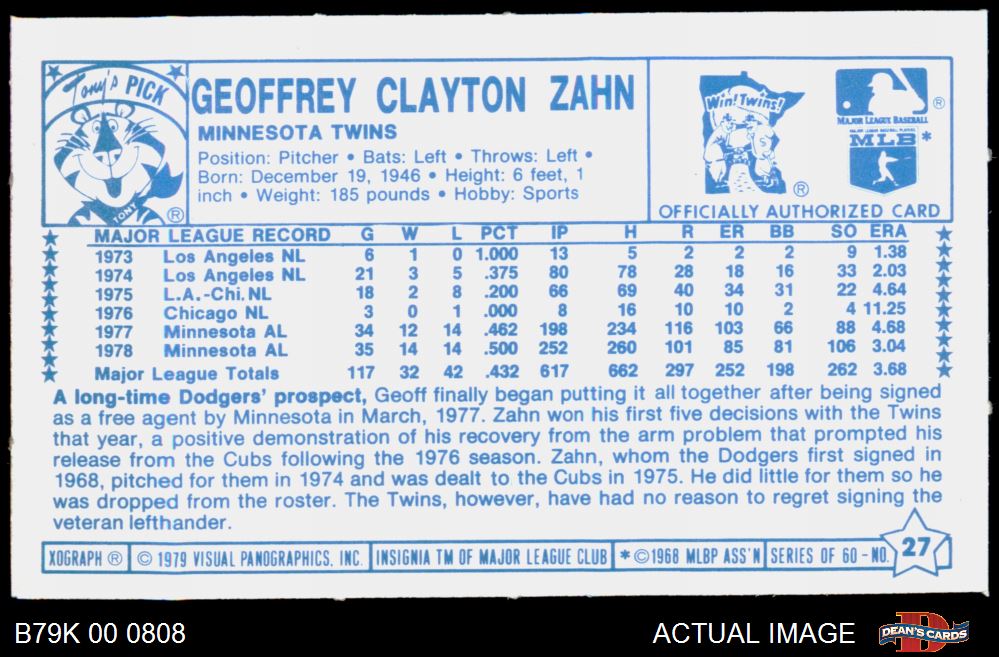 Tony's PICK
TONY ®
GEOFFREY CLAYTON ZAHN
MINNESOTA TWINS
Position: Pitcher • Bats: Left • Throws: Left •
Born: December 19, 1946 • Height: 6 feet, 1
inch • Weight: 185 pounds • Hobby: Sports
Win! Twins!
®
MAJOR LEAGUE BASEBALL ®
MAJOR LEAGUE BASEBALL PLAYERS
MLB *
OFFICIALLY AUTHORIZED CARD
MAJOR LEAGUE RECORD G W L PCT IP H R ER BB SO ERA
1973 Los Angeles NL 6 1 0 1.000 13 5 2 2 2 9 1.38
1974 Los Angeles NL 21 3 5 .375 80 78 28 18 16 33 2.03
1975 L.A.-Chi. NL 18 2 8 .200 66 69 40 34 31 22 4.64
1976 Chicago NL 3 0 1 .000 8 16 10 10 2 4 11.25
1977 Minnesota AL 34 12 14 .462 198 234 116 103 66 88 4.68
1978 Minnesota AL 35 14 14 .500 252 260 101 85 81 106 3.04
Major League Totals 117 32 42 .432 617 662 297 252 198 262 3.68
A long-time Dodgers' prospect, Geoff finally began putting it all together after being signed
as a free agent by Minnesota in March, 1977. Zahn won his first five decisions with the Twins
that year, a positive demonstration of his recovery from the arm problem that prompted his
release from the Cubs following the 1976 season. Zahn, whom the Dodgers first signed in
1968, pitched for them in 1974 and was dealt to the Cubs in 1975. He did little for them so he
was dropped from the roster. The Twins, however, have had no reason to regret signing the
veteran lefthander.
XOGRAPH ® © 1979 VISUAL PANOGRAPHICS, INC. INSIGNIA TM OF MAJOR LEAGUE CLUB *©1968 MLBP ASS'N SERIES OF 60 - NO. 27
B79K 00 0808
ACTUAL IMAGE
D
DEAN'S CARDS